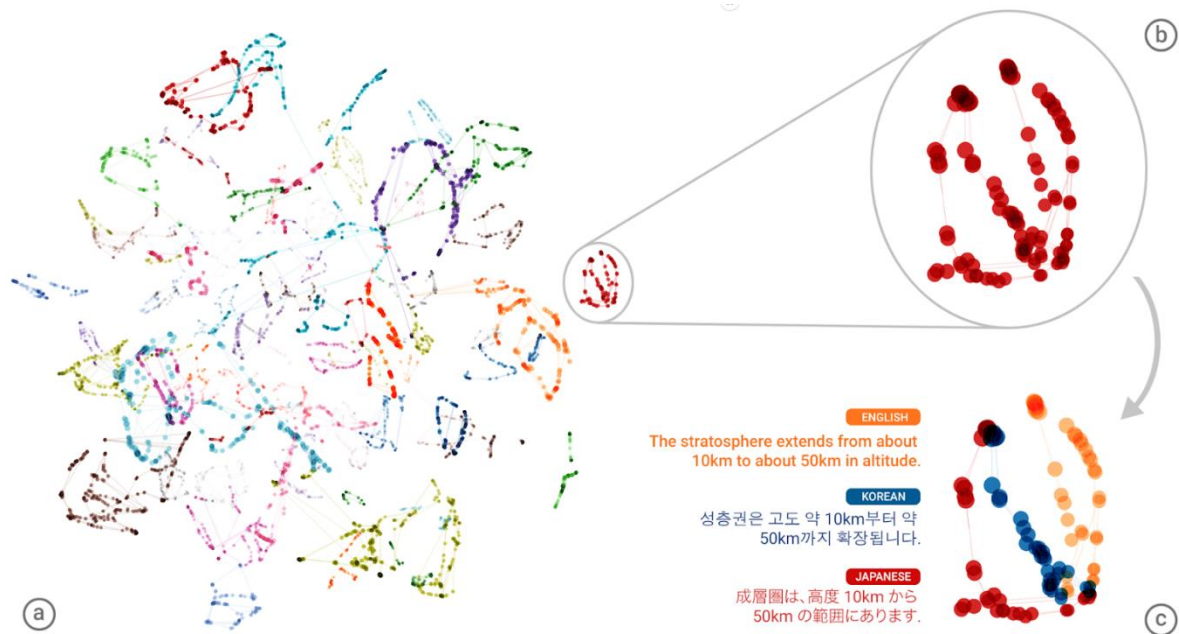 b
ENGLISH
The stratosphere extends from about
10km to about 50km in altitude.
KOREAN
성층권은 고도 약 10km부터 약
50km까지 확장됩니다.
JAPANESE
成層圏は、高度 10km から
50km の範囲にあります。
a
c